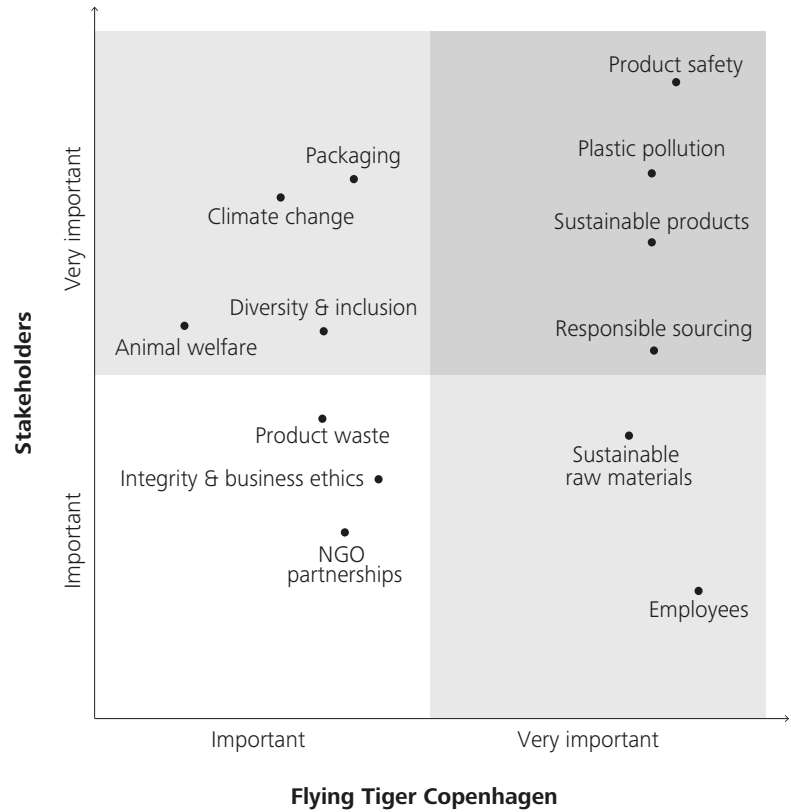 Product safety
Packaging
Plastic pollution
Climate change
Sustainable products
Very important
Diversity & inclusion
Animal welfare
Responsible sourcing
Stakeholders
Product waste
Sustainable
raw materials
Integrity & business ethics
Important
NGO
partnerships
Employees
Important
Very important
Flying Tiger Copenhagen